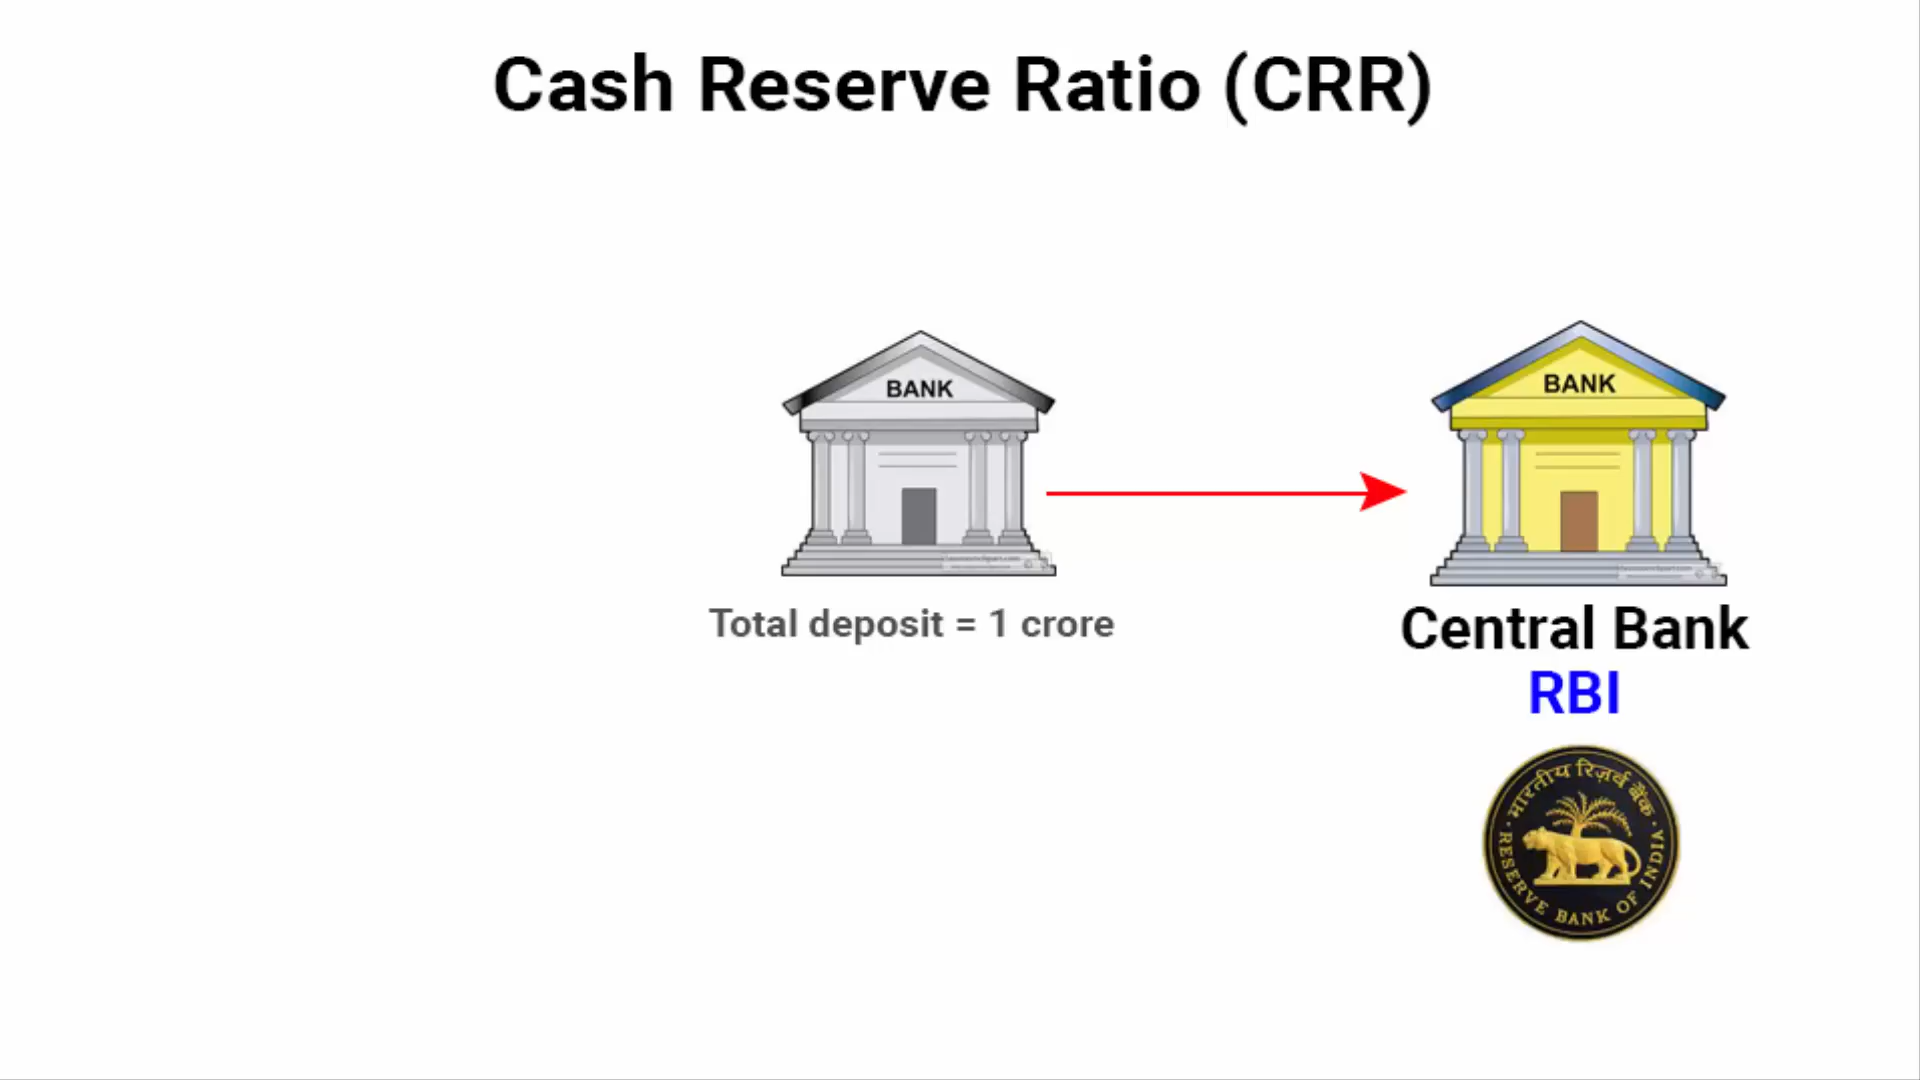 Cash Reserve Ratio (CRR)
BANK
BANK
Total deposit = 1 crore
Central Bank
RBI
भारतीय रिज़र्व बैंक
RESERVE BANK OF INDIA